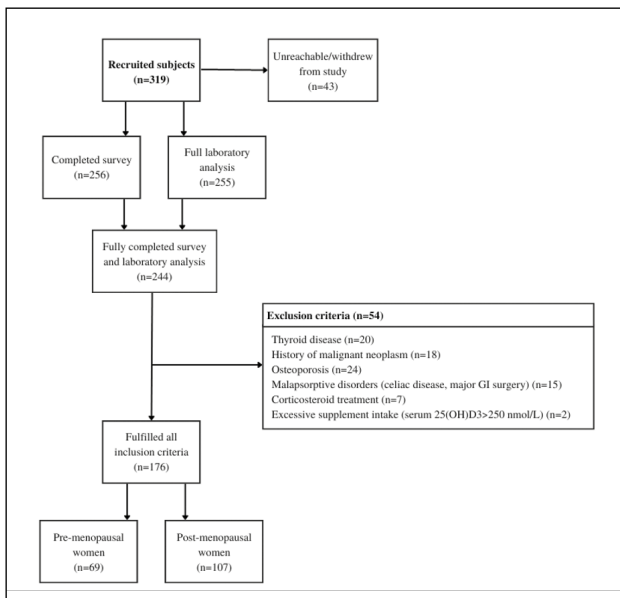 Recruited subjects
(n=319)
Unreachable/withdrew
from study
(n=43)
Completed survey
(n=256)
Full laboratory
analysis
(n=255)
Fully completed survey
and laboratory analysis
(n=244)
Exclusion criteria (n=54)
Thyroid disease (n=20)
History of malignant neoplasm (n=18)
Osteoporosis (n=24)
Malapsorptive disorders (celiac disease, major GI surgery) (n=15)
Corticosteroid treatment (n=7)
Excessive supplement intake (serum 25(OH)D3>250 nmol/L) (n=2)
Fulfilled all
inclusion criteria
(n=176)
Pre-menopausal
women
(n=69)
Post-menopausal
women
(n=107)